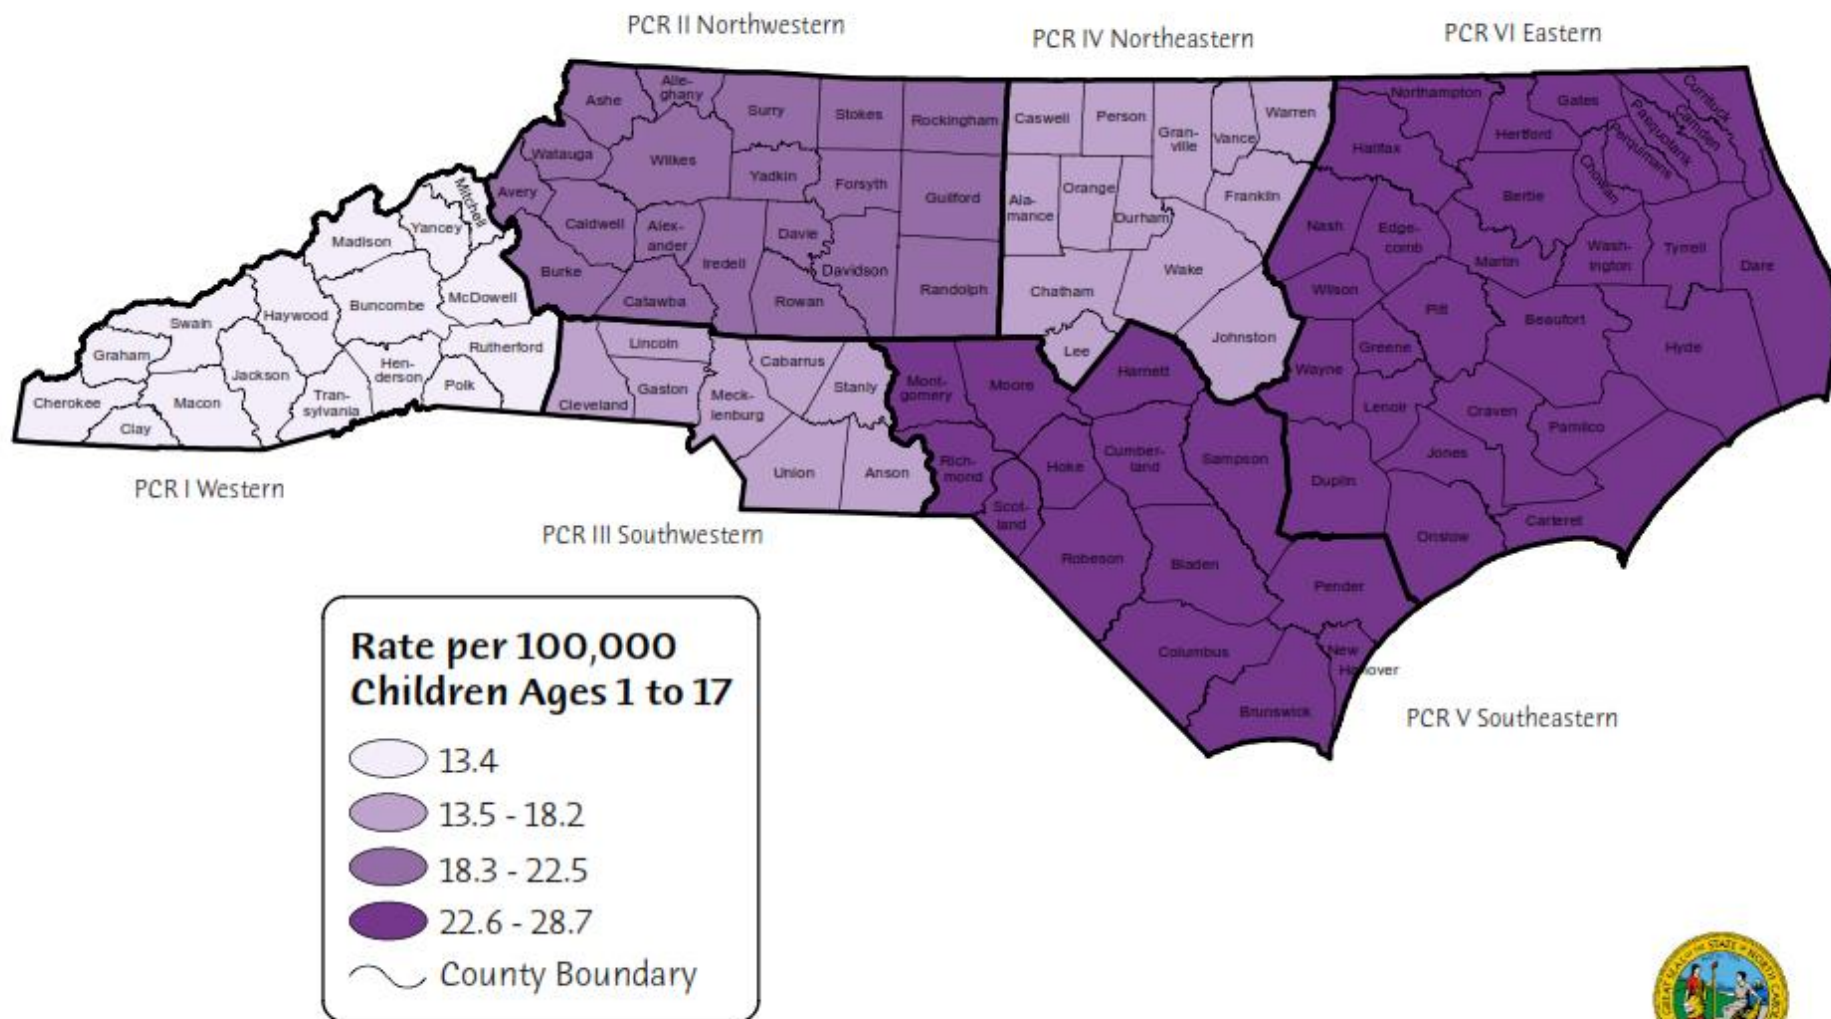 PCR II Northwestern
PCR IV Northeastern
PCR VI Eastern
Ashe
Alle-
ghany
Surry
Stokes
Rockingham
Watauga
Wilkes
Yadkin
Forsyth
Guilford
Avery
Caldwell
Alex-
ander
Davie
Iredell
Davidson
Burke
Catawba
Rowan
Randolph
Caswell
Person
Gran-
ville
Vance
Warren
Ala-
mance
Orange
Durham
Franklin
Chatham
Wake
Lee
Johnston
Northampton
Gates
Currituck
Camden
Pasquotank
Perquimans
Chowan
Hertford
Halifax
Bertie
Nash
Edge-
comb
Martin
Wash-
ington
Tyrrell
Dare
Wilson
Pitt
Beaufort
Hyde
Wayne
Greene
Lenoir
Craven
Pamlico
Jones
Duplin
Onslow
Carteret
Mitchell
Yancey
Madison
Buncombe
McDowell
Haywood
Swain
Graham
Jackson
Hen-
derson
Rutherford
Polk
Tran-
sylvania
Cherokee
Macon
Clay
Lincoln
Gaston
Cleveland
Meck-
lenburg
Cabarrus
Stanly
Union
Anson
Mont-
gomery
Moore
Harnett
Rich-
mond
Hoke
Cumber-
land
Sampson
Scot-
land
Robeson
Bladen
Pender
Columbus
New
Hanover
Brunswick
PCR I Western
PCR III Southwestern
PCR V Southeastern
Rate per 100,000
Children Ages 1 to 17
13.4
13.5 - 18.2
18.3 - 22.5
22.6 - 28.7
County Boundary
GREAT SEAL OF THE STATE OF NORTH